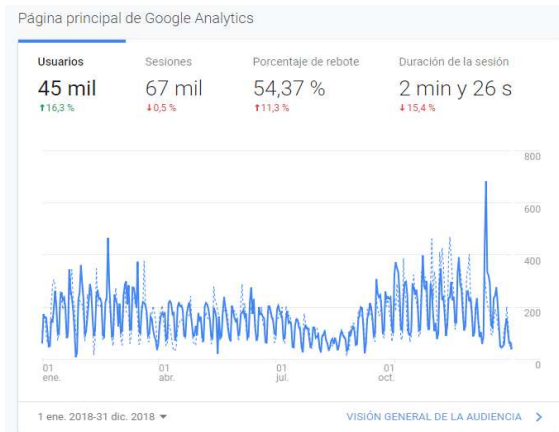 Página principal de Google Analytics
Usuarios Sesiones Porcentaje de rebote Duración de la sesión
45 mil 67 mil 54,37 % 2 min y 26 s
↑16,3 % ↓0,5 % ↑11,3 % ↓15,4 %
800
600
400
200
0
01 01 01 01
ene. abr. jul. oct.
1 ene. 2018-31 dic. 2018 VISIÓN GENERAL DE LA AUDIENCIA